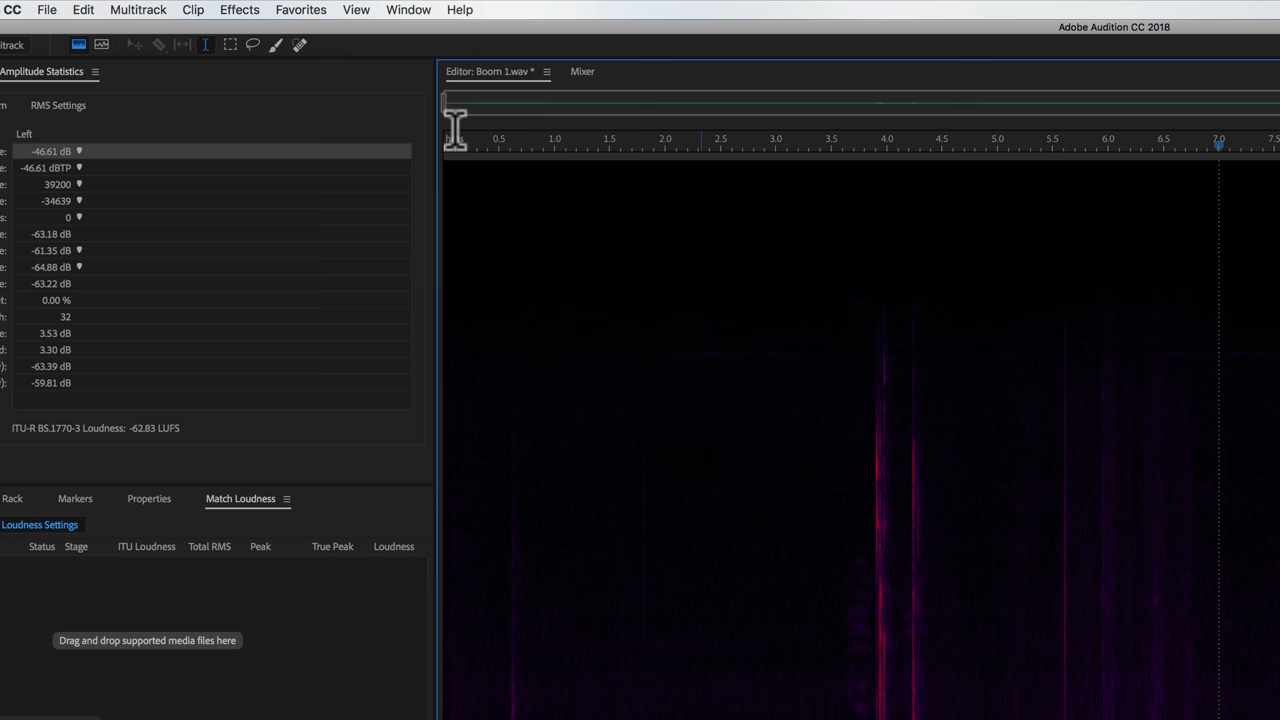 CC File Edit Multitrack Clip Effects Favorites View Window Help
Adobe Audition CC 2018
itrack
Amplitude Statistics
m RMS Settings
Left
e: -46.61 dB
e: -46.61 dBTP
e: 39200
e: -34639
s: 0
e: -63.18 dB
e: -61.35 dB
e: -64.88 dB
e: -63.22 dB
t: 0.00 %
h: 32
e: 3.53 dB
d: 3.30 dB
): -63.39 dB
): -59.81 dB
ITU-R BS.1770-3 Loudness: -62.83 LUFS
Rack Markers Properties Match Loudness
Loudness Settings
Status Stage ITU Loudness Total RMS Peak True Peak Loudness
Drag and drop supported media files here
Editor: Boom 1.wav * Mixer
0.5 1.0 1.5 2.0 2.5 3.0 3.5 4.0 4.5 5.0 5.5 6.0 6.5 7.0 7.5